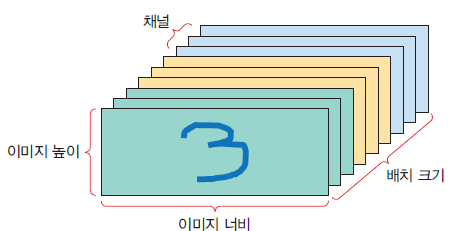 채널
3
이미지 높이
배치 크기
이미지 너비